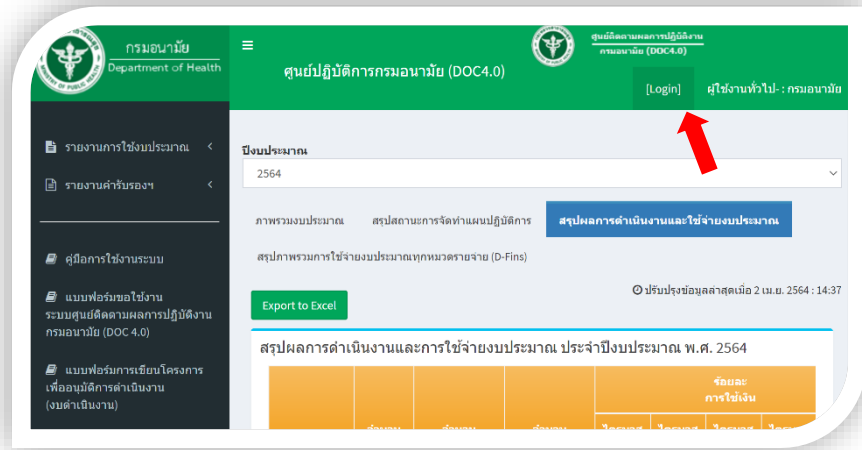 กรมอนามัย
Department of Health
ศูนย์ปฏิบัติการกรมอนามัย (DOC4.0)
ศูนย์ติดตามผลการปฏิบัติงาน
กรมอนามัย (DOC4.0)
[Login]
ผู้ใช้งานทั่วไป- : กรมอนามัย
รายงานการใช้งบประมาณ
รายงานคำรับรองฯ
คู่มือการใช้งานระบบ
แบบฟอร์มขอใช้งาน
ระบบศูนย์ติดตามผลการปฏิบัติงาน
กรมอนามัย (DOC 4.0)
แบบฟอร์มการเขียนโครงการ
เพื่ออนุมัติการดำเนินงาน
(งบดำเนินงาน)
ปีงบประมาณ
2564
ภาพรวมงบประมาณ
สรุปสถานะการจัดทำแผนปฏิบัติการ
สรุปผลการดำเนินงานและใช้จ่ายงบประมาณ
สรุปภาพรวมการใช้จ่ายงบประมาณทุกหมวดรายจ่าย (D-Fins)
ปรับปรุงข้อมูลล่าสุดเมื่อ 2 เม.ย. 2564 : 14:37
Export to Excel
สรุปผลการดำเนินงานและการใช้จ่ายงบประมาณ ประจำปีงบประมาณ พ.ศ. 2564
ร้อยละ
การใช้เงิน